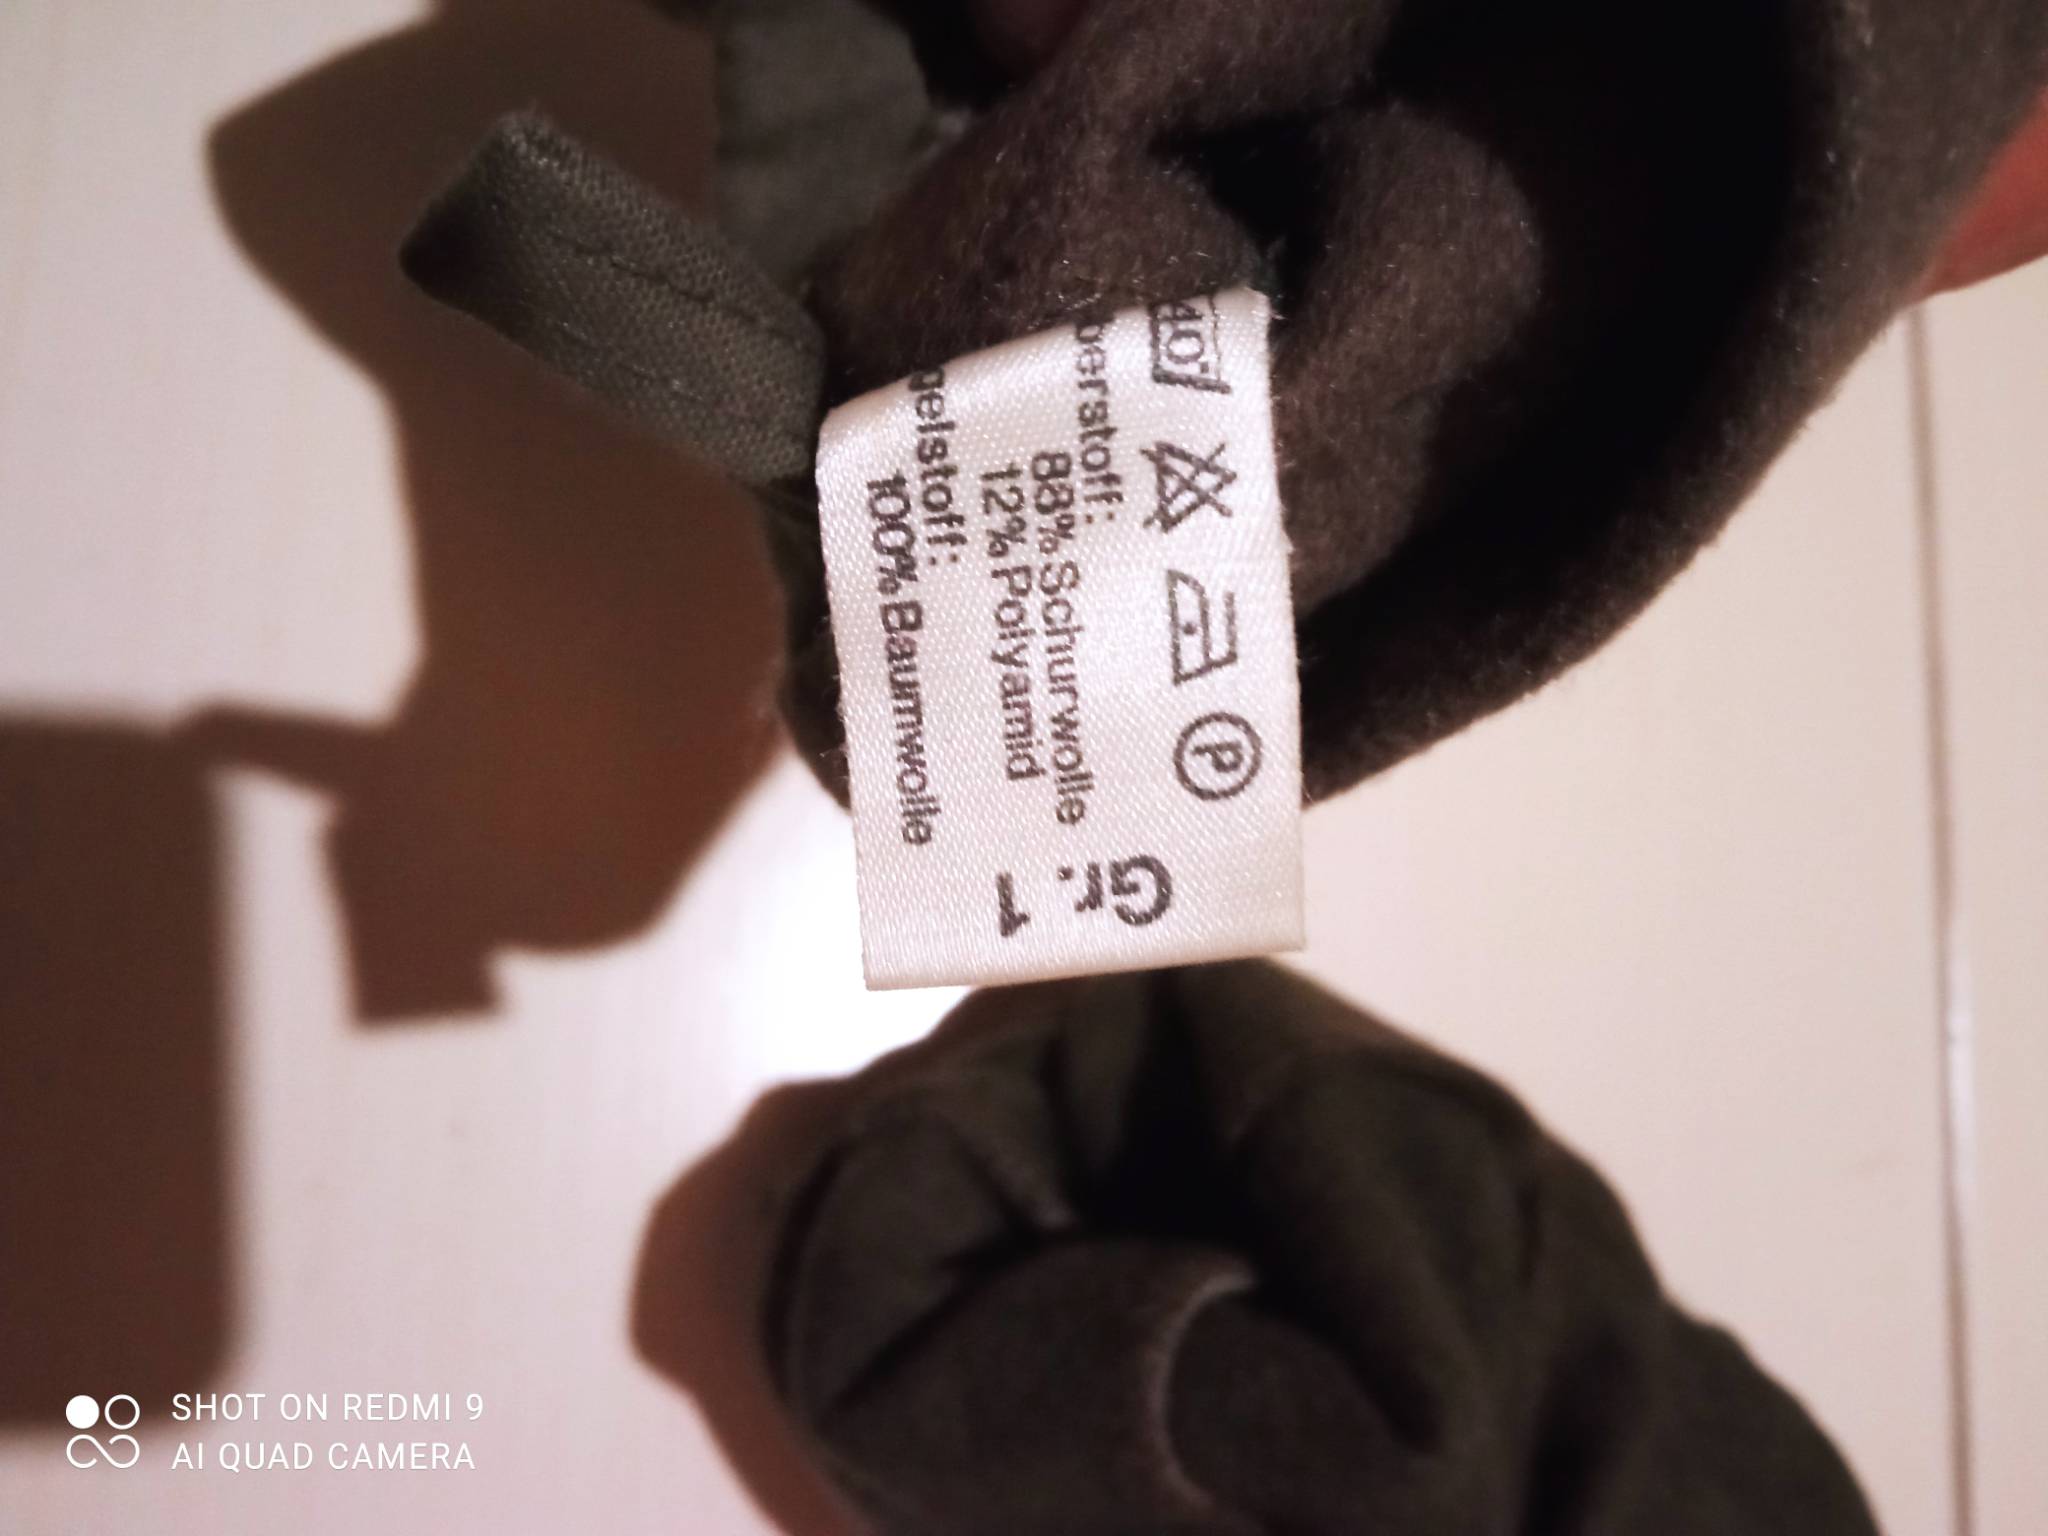 40
P
berstoff:
88% Schurwolle
12% Polyamid
gelstoff:
100% Baumwolle
Gr. 1
SHOT ON REDMI 9
AI QUAD CAMERA